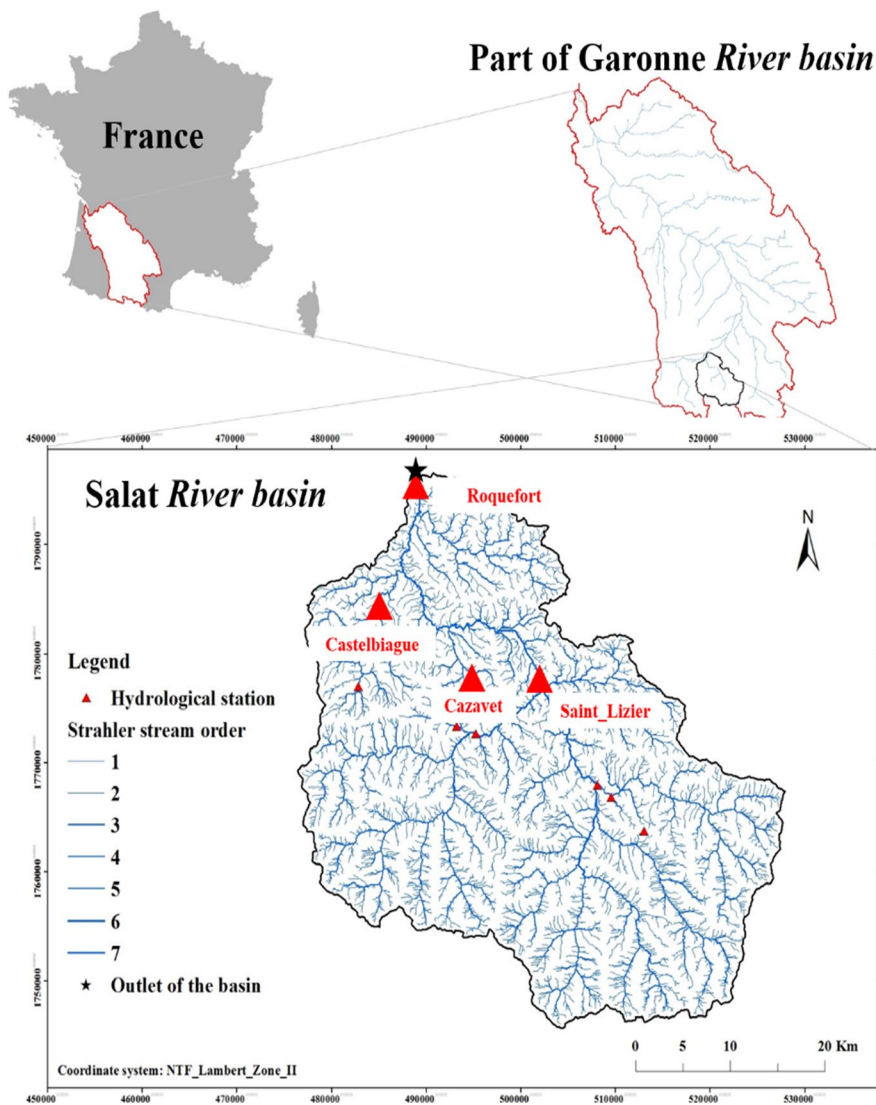 Part of Garonne River basin
France
450000 460000 470000 480000 490000 500000 510000 520000 530000
Salat River basin
Roquefort
N
1790000
Castelbiague
1780000
Legend
Hydrological station
Cazavet
Saint_Lizier
Strahler stream order
1770000
1
2
3
4
1760000
5
6
7
1750000
Outlet of the basin
0 5 10 20 Km
Coordinate system: NTF_Lambert_Zone_II
450000 460000 470000 480000 490000 500000 510000 520000 530000